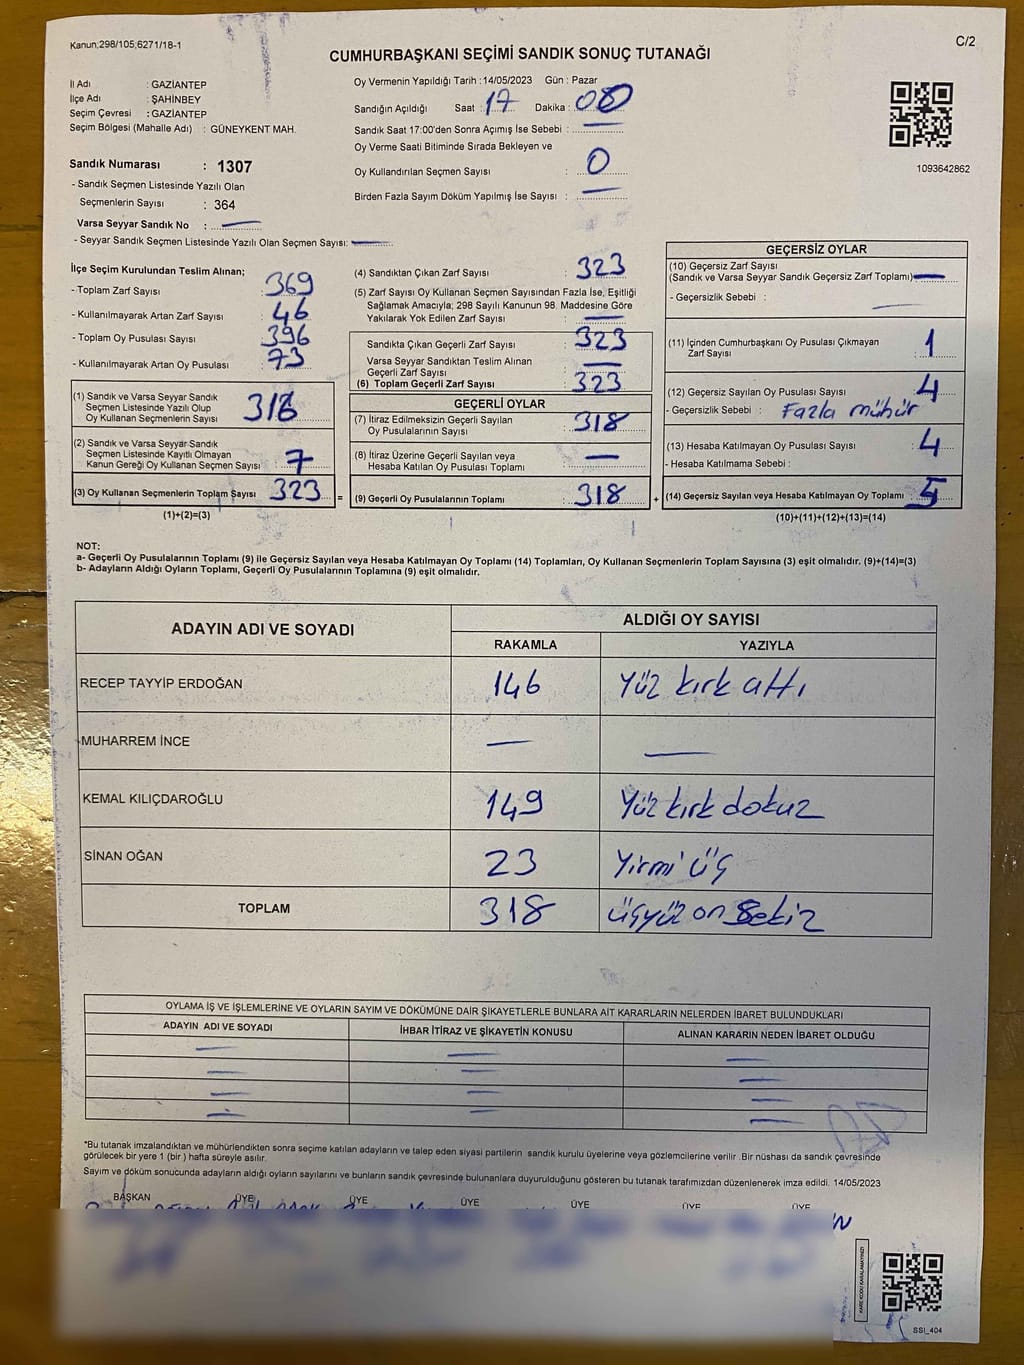 Kanun;298/105;6271/18-1
C/2
CUMHURBAŞKANI SEÇİMİ SANDIK SONUÇ TUTANAĞI
İl Adı : GAZİANTEP
İlçe Adı : ŞAHİNBEY
Seçim Çevresi : GAZİANTEP
Seçim Bölgesi (Mahalle Adı) : GÜNEYKENT MAH.
Sandık Numarası : 1307
- Sandık Seçmen Listesinde Yazılı Olan
Seçmenlerin Sayısı : 364
Varsa Seyyar Sandık No : —
- Seyyar Sandık Seçmen Listesinde Yazılı Olan Seçmen Sayısı: —
Oy Vermenin Yapıldığı Tarih :14/05/2023 Gün : Pazar
Sandığın Açıldığı Saat : 17 Dakika : 00
Sandık Saat 17:00'den Sonra Açımış İse Sebebi : —
Oy Verme Saati Bitiminde Sırada Bekleyen ve
Oy Kullandırılan Seçmen Sayısı : 0
Birden Fazla Sayım Döküm Yapılmış İse Sayısı : —
1093642862
İlçe Seçim Kurulundan Teslim Alınan;
- Toplam Zarf Sayısı : 369
- Kullanılmayarak Artan Zarf Sayısı : 46
- Toplam Oy Pusulası Sayısı : 396
- Kullanılmayarak Artan Oy Pusulası : 73
(1) Sandık ve Varsa Seyyar Sandık
Seçmen Listesinde Yazılı Olup
Oy Kullanan Seçmenlerin Sayısı 316
(2) Sandık ve Varsa Seyyar Sandık
Seçmen Listesinde Kayıtlı Olmayan
Kanun Gereği Oy Kullanan Seçmen Sayısı 7
(3) Oy Kullanan Seçmenlerin Toplam Sayısı 323 =
(1)+(2)=(3)
(4) Sandıktan Çıkan Zarf Sayısı : 323
(5) Zarf Sayısı Oy Kullanan Seçmen Sayısından Fazla İse, Eşitliği
Sağlamak Amacıyla; 298 Sayılı Kanunun 98. Maddesine Göre
Yakılarak Yok Edilen Zarf Sayısı : —
Sandıkta Çıkan Geçerli Zarf Sayısı : 323
Varsa Seyyar Sandıktan Teslim Alınan
Geçerli Zarf Sayısı : —
(6) Toplam Geçerli Zarf Sayısı : 323
GEÇERLİ OYLAR
(7) İtiraz Edilmeksizin Geçerli Sayılan
Oy Pusulalarının Sayısı : 318
(8) İtiraz Üzerine Geçerli Sayılan veya
Hesaba Katılan Oy Pusulası Toplamı : —
(9) Geçerli Oy Pusulalarının Toplamı : 318 +
GEÇERSİZ OYLAR
(10) Geçersiz Zarf Sayısı
(Sandık ve Varsa Seyyar Sandık Geçersiz Zarf Toplamı) —
- Geçersizlik Sebebi : —
(11) İçinden Cumhurbaşkanı Oy Pusulası Çıkmayan
Zarf Sayısı : 1
(12) Geçersiz Sayılan Oy Pusulası Sayısı : 4
- Geçersizlik Sebebi : Fazla mühür
(13) Hesaba Katılmayan Oy Pusulası Sayısı : 4
- Hesaba Katılmama Sebebi :
(14) Geçersiz Sayılan veya Hesaba Katılmayan Oy Toplamı : 5
(10)+(11)+(12)+(13)=(14)
NOT:
a- Geçerli Oy Pusulalarının Toplamı (9) ile Geçersiz Sayılan veya Hesaba Katılmayan Oy Toplamı (14) Toplamları, Oy Kullanan Seçmenlerin Toplam Sayısına (3) eşit olmalıdır. (9)+(14)=(3)
b- Adayların Aldığı Oyların Toplamı, Geçerli Oy Pusulalarının Toplamına (9) eşit olmalıdır.
ADAYIN ADI VE SOYADI ALDIĞI OY SAYISI
RAKAMLA YAZIYLA
RECEP TAYYİP ERDOĞAN 146 Yüz kırk altı
MUHARREM İNCE — —
KEMAL KILIÇDAROĞLU 149 Yüz kırk dokuz
SİNAN OĞAN 23 Yirmi üç
TOPLAM 318 üçyüz on sekiz
OYLAMA İŞ VE İŞLEMLERİNE VE OYLARIN SAYIM VE DÖKÜMÜNE DAİR ŞİKAYETLERLE BUNLARA AİT KARARLARIN NELERDEN İBARET BULUNDUKLARI
ADAYIN ADI VE SOYADI İHBAR İTİRAZ VE ŞİKAYETİN KONUSU ALINAN KARARIN NEDEN İBARET OLDUĞU
— — —
— — —
— — —
— — —
*Bu tutanak imzalandıktan ve mühürlendikten sonra seçime katılan adayların ve talep eden siyasi partilerin sandık kurulu üyelerine veya gözlemcilerine verilir .Bir nüshası da sandık çevresinde
görülecek bir yere 1 (bir ) hafta süreyle asılır.
Sayım ve döküm sonucunda adayların aldığı oyların sayılarını ve bunların sandık çevresinde bulunanlara duyurulduğunu gösteren bu tutanak tarafımızdan düzenlenerek imza edildi. 14/05/2023
BAŞKAN ÜYE ÜYE ÜYE ÜYE ÜYE ÜYE
KARE KODU KARALAMAYINIZ!
SSİ_404